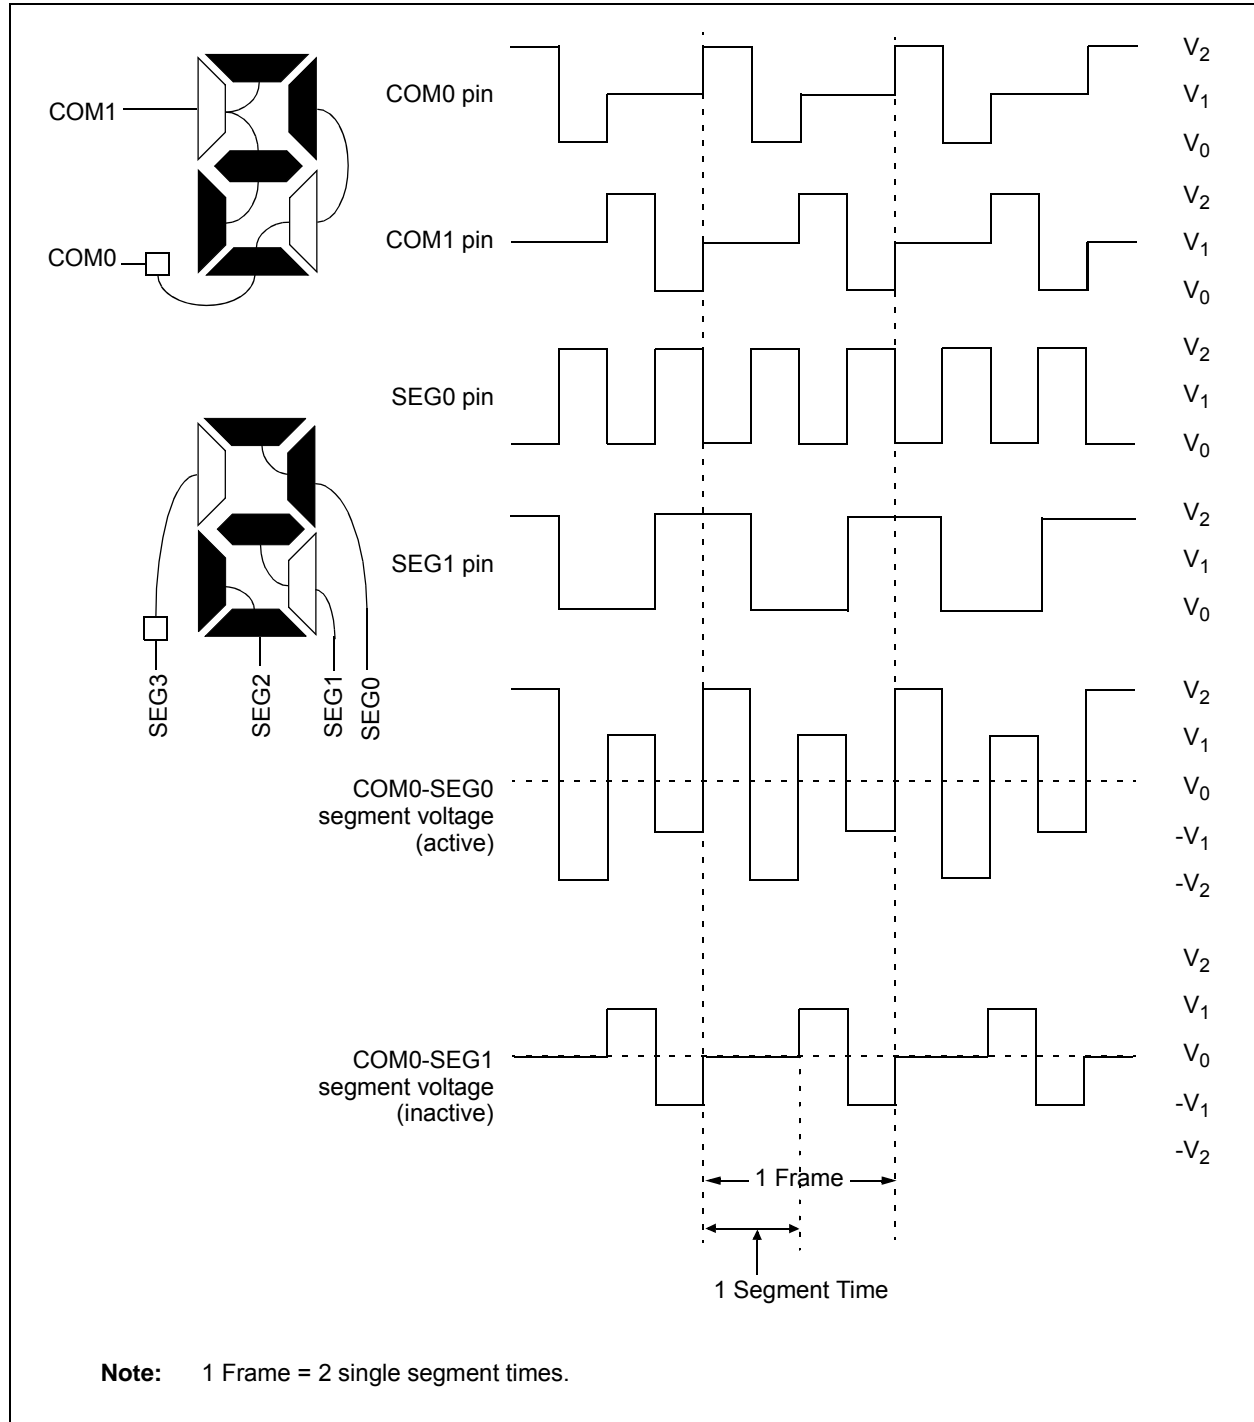 COM1
COM0
COM0 pin
V2
V1
V0
COM1 pin
V2
V1
V0
SEG0 pin
V2
V1
V0
SEG1 pin
V2
V1
V0
SEG3
SEG2
SEG1
SEG0
COM0-SEG0
segment voltage
(active)
V2
V1
V0
-V1
-V2
COM0-SEG1
segment voltage
(inactive)
V2
V1
V0
-V1
-V2
1 Frame
1 Segment Time
Note: 1 Frame = 2 single segment times.